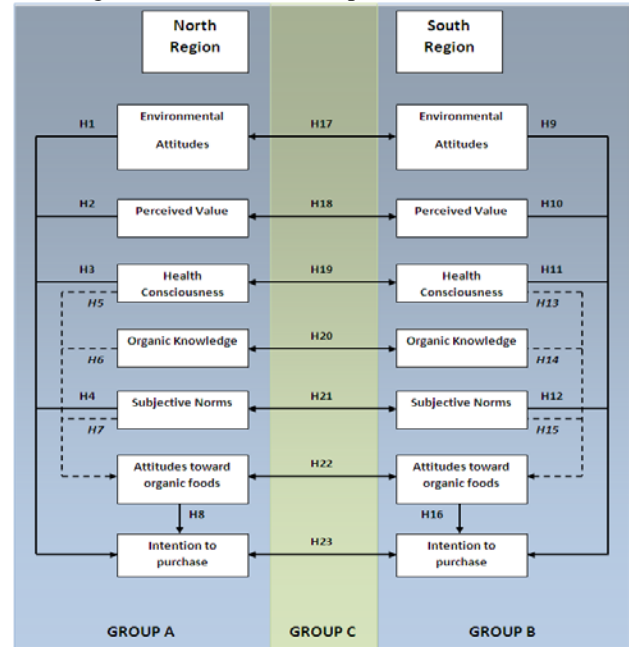 North
Region
South
Region
H1
Environmental
Attitudes
H17
Environmental
Attitudes
H9
H2
Perceived Value
H18
Perceived Value
H10
H3
Health
Consciousness
H19
Health
Consciousness
H11
H5
H13
H6
Organic Knowledge
H20
Organic Knowledge
H14
H4
Subjective Norms
H21
Subjective Norms
H12
H7
H15
Attitudes toward
organic foods
H22
Attitudes toward
organic foods
H8
H16
Intention to
purchase
H23
Intention to
purchase
GROUP A
GROUP C
GROUP B